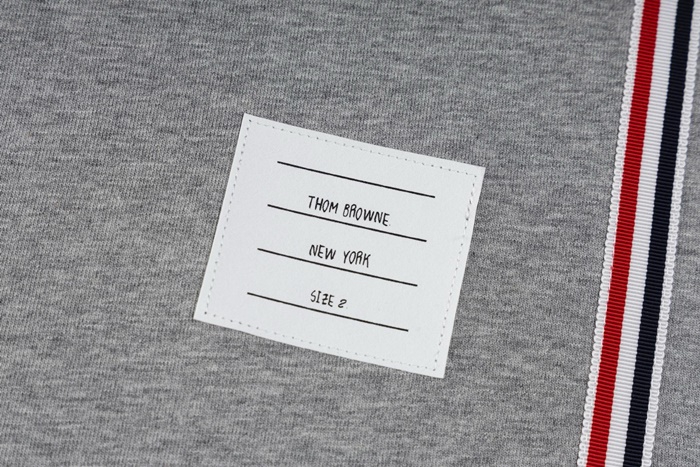 THOM BROWNE.
NEW YORK
SIZE 2